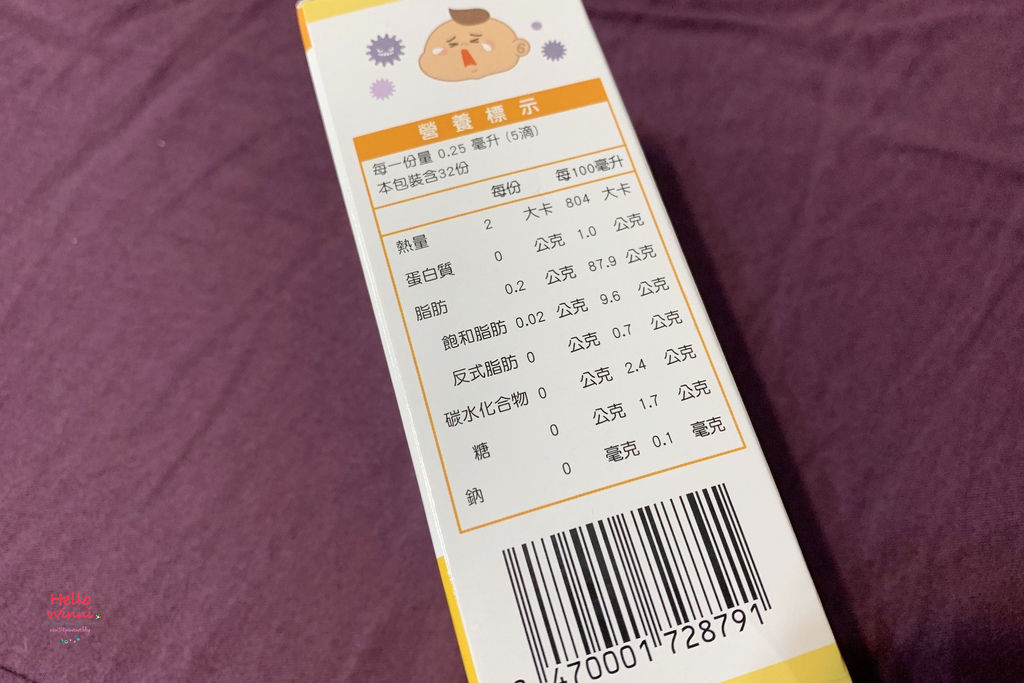 營養標示
每一份量 0.25 毫升 (5滴)
本包裝含32份
每份 每100毫升
熱量 2 大卡 804 大卡
蛋白質 0 公克 1.0 公克
脂肪 0.2 公克 87.9 公克
飽和脂肪 0.02 公克 9.6 公克
反式脂肪 0 公克 0.7 公克
碳水化合物 0 公克 2.4 公克
糖 0 公克 1.7 公克
鈉 0 毫克 0.1 毫克
470001 728791
Hello
Winni